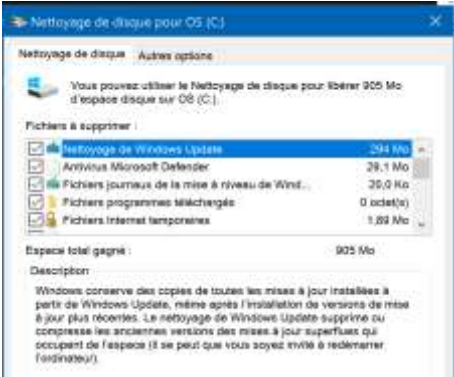 Nettoyage de disque pour OS (C:)
Nettoyage de disque
Autres options
Vous pouvez utiliser le Nettoyage de disque pour libérer 905 Mo
d'espace disque sur OS (C:).
Fichiers à supprimer :
Nettoyage de Windows Update 294 Mo
Antivirus Microsoft Defender 29,1 Mo
Fichiers journaux de la mise à niveau de Wind... 20,0 Ko
Fichiers programmes téléchargés 0 octet(s)
Fichiers Internet temporaires 1,89 Mo
Espace total gagné : 905 Mo
Description
Windows conserve des copies de toutes les mises à jour installées à
partir de Windows Update, même après l'installation de versions de mise
à jour plus récentes. Le nettoyage de Windows Update supprime ou
compresse les anciennes versions des mises à jour superflues qui
occupent de l'espace (il se peut que vous soyez invité à redémarrer
l'ordinateur).